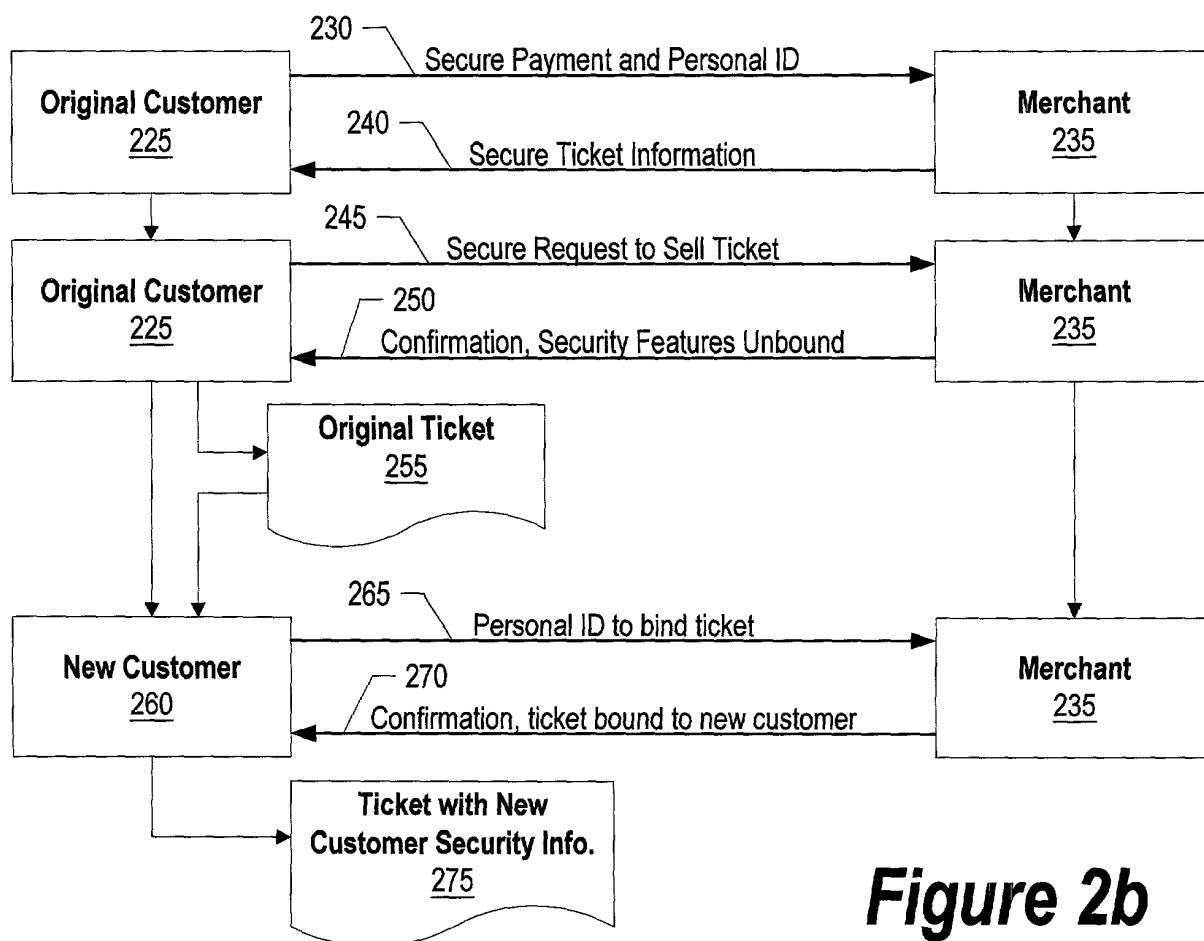 230
Secure Payment and Personal ID
Original Customer
225
Merchant
235
240
Secure Ticket Information
245
Secure Request to Sell Ticket
Original Customer
225
Merchant
235
250
Confirmation, Security Features Unbound
Original Ticket
255
265
Personal ID to bind ticket
New Customer
260
Merchant
235
270
Confirmation, ticket bound to new customer
Ticket with New
Customer Security Info.
275
Figure 2b